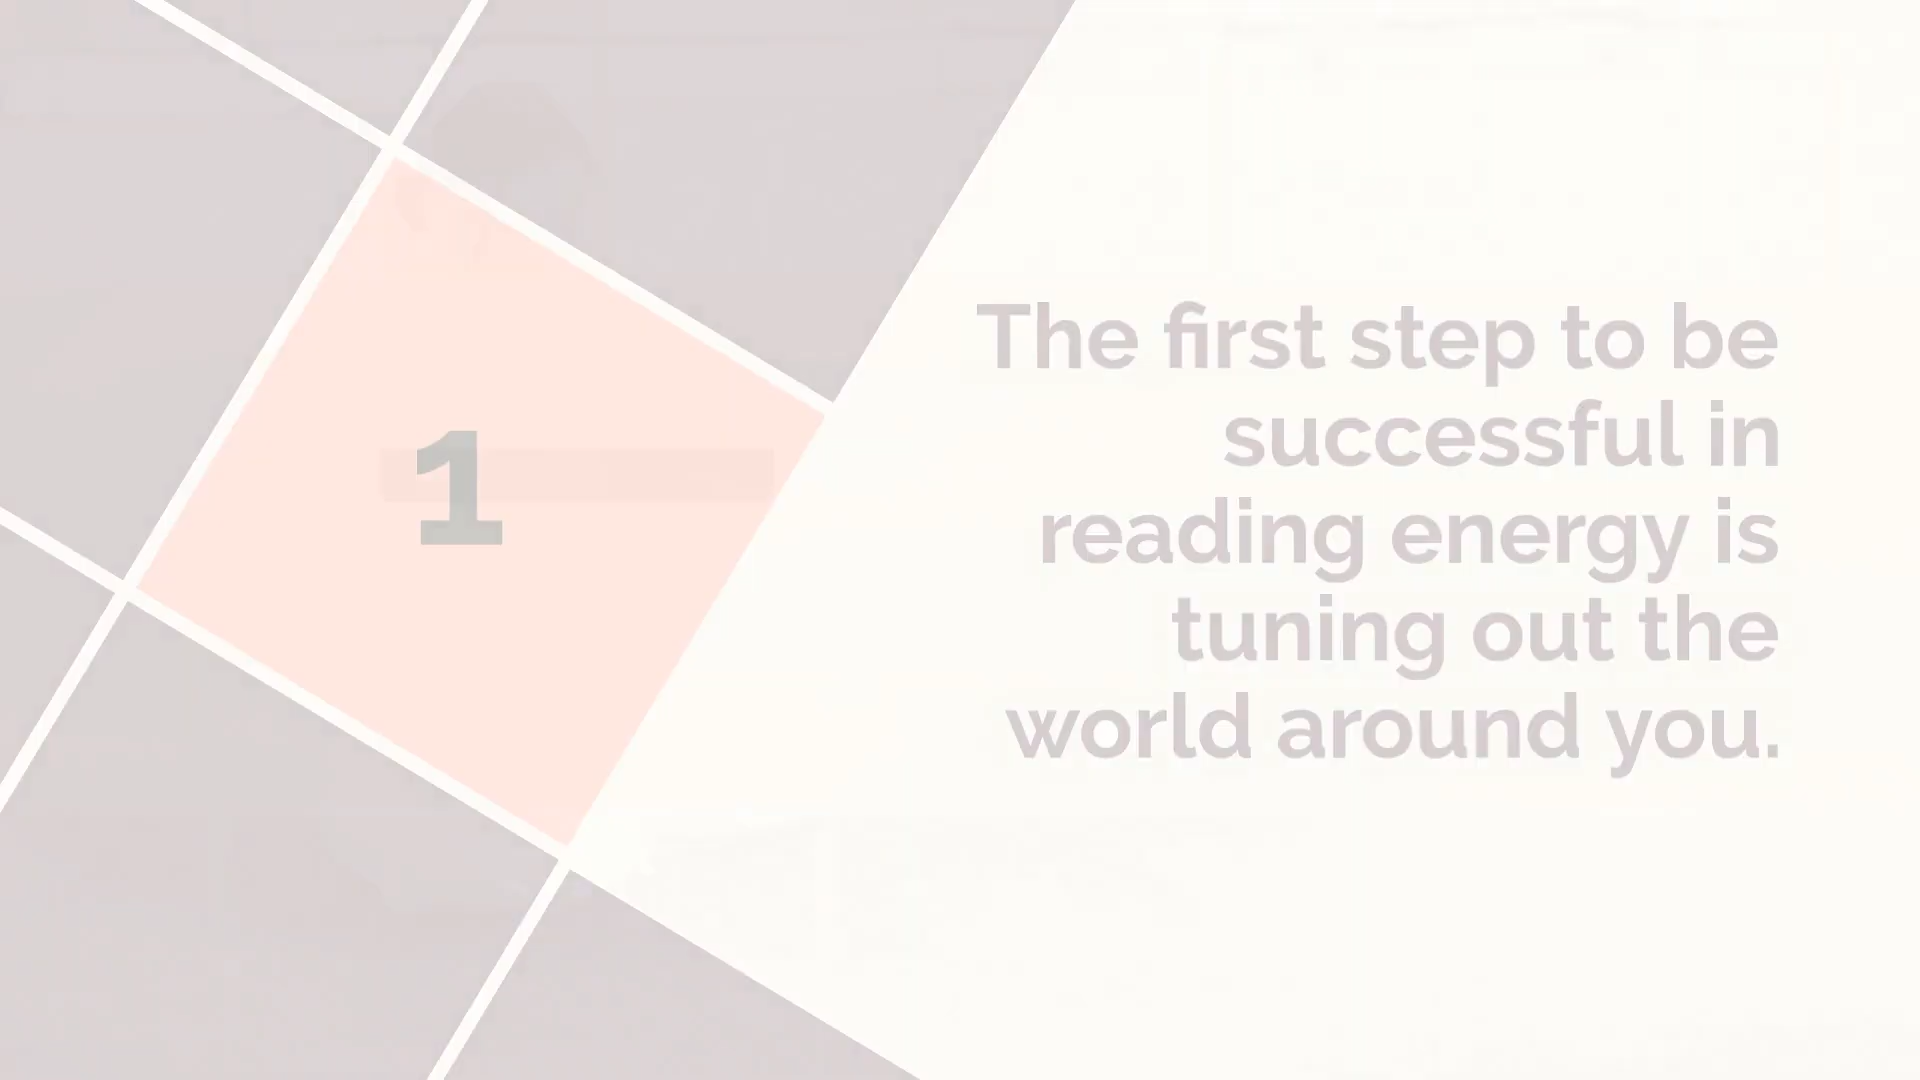 1
The first step to be
successful in
reading energy is
tuning out the
world around you.